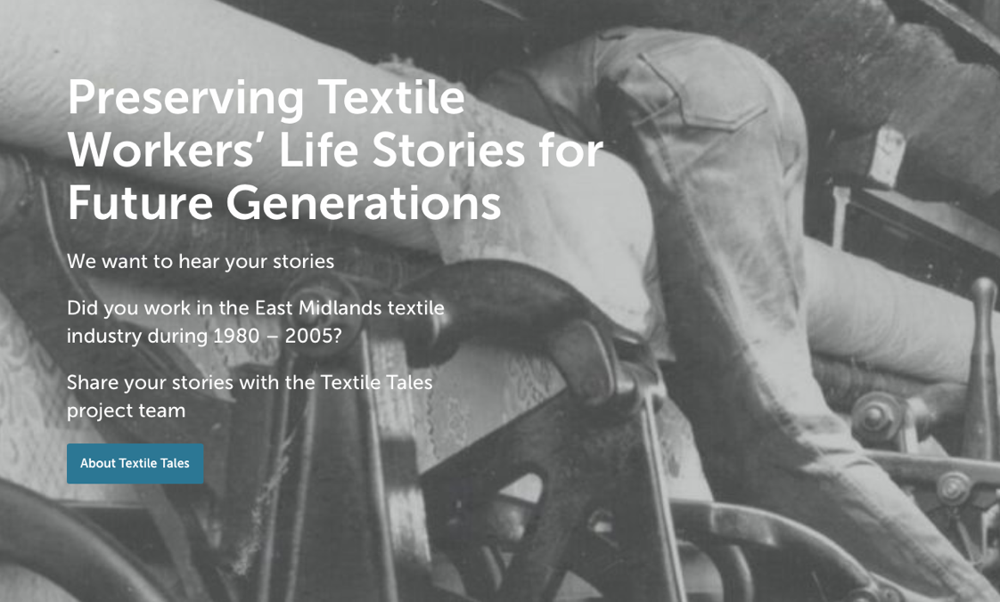 Preserving Textile
Workers’ Life Stories for
Future Generations
We want to hear your stories
Did you work in the East Midlands textile
industry during 1980 – 2005?
Share your stories with the Textile Tales
project team
About Textile Tales